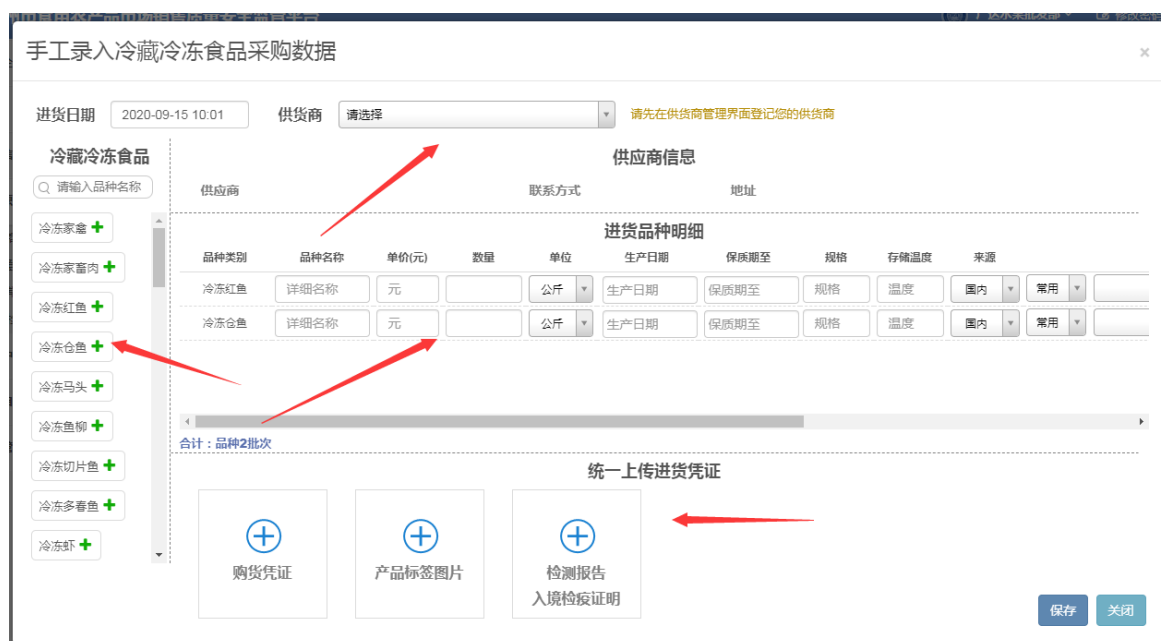 手工录入冷藏冷冻食品采购数据
×
进货日期 2020-09-15 10:01 供货商 请选择 请先在供货商管理界面登记您的供货商
冷藏冷冻食品
请输入品种名称
冷冻家禽
冷冻家畜肉
冷冻红鱼
冷冻仓鱼
冷冻马头
冷冻鱼柳
冷冻切片鱼
冷冻多春鱼
冷冻虾
供应商信息
供应商 联系方式 地址
进货品种明细
品种类别 品种名称 单价(元) 数量 单位 生产日期 保质期至 规格 存储温度 来源
冷冻红鱼 详细名称 元 公斤 生产日期 保质期至 规格 温度 国内 常用
冷冻仓鱼 详细名称 元 公斤 生产日期 保质期至 规格 温度 国内 常用
合计：品种2批次
统一上传进货凭证
购货凭证 产品标签图片 检测报告
入境检疫证明
保存 关闭